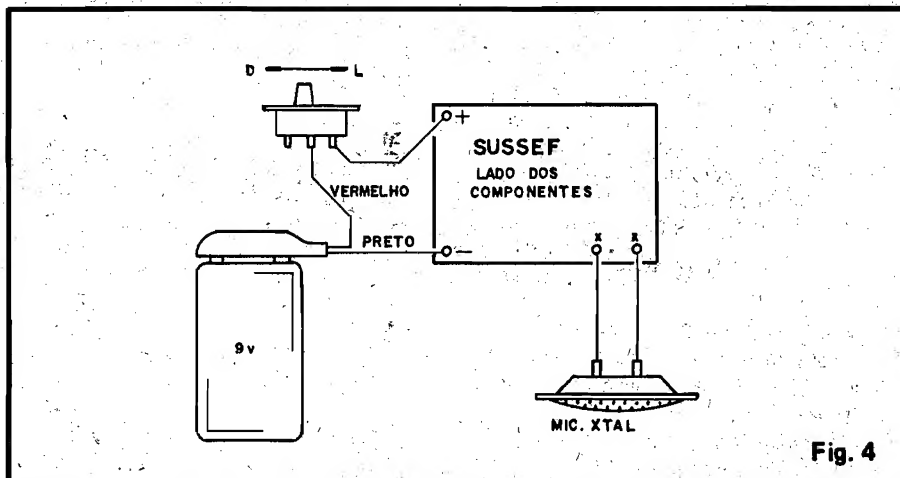 D L
+
SUSSEF
LADO DOS
COMPONENTES
VERMELHO
PRETO
-
x x
9v
MIC. XTAL
Fig. 4